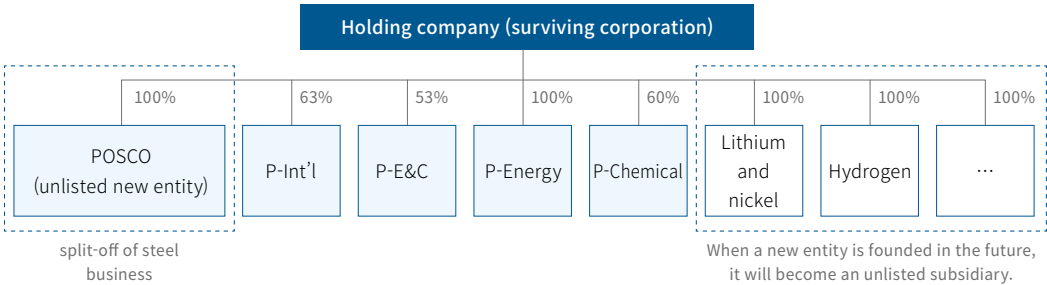 Holding company (surviving corporation)
100%
63%
53%
100%
60%
100%
100%
100%
POSCO
(unlisted new entity)
P-Int’l
P-E&C
P-Energy
P-Chemical
Lithium
and
nickel
Hydrogen
…
split-off of steel
business
When a new entity is founded in the future,
it will become an unlisted subsidiary.